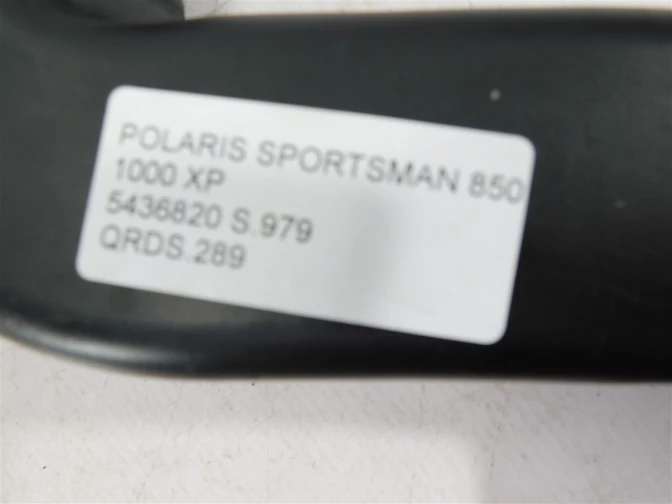 POLARIS SPORTSMAN 850
1000 XP
5436820 S.979
QRDS.289